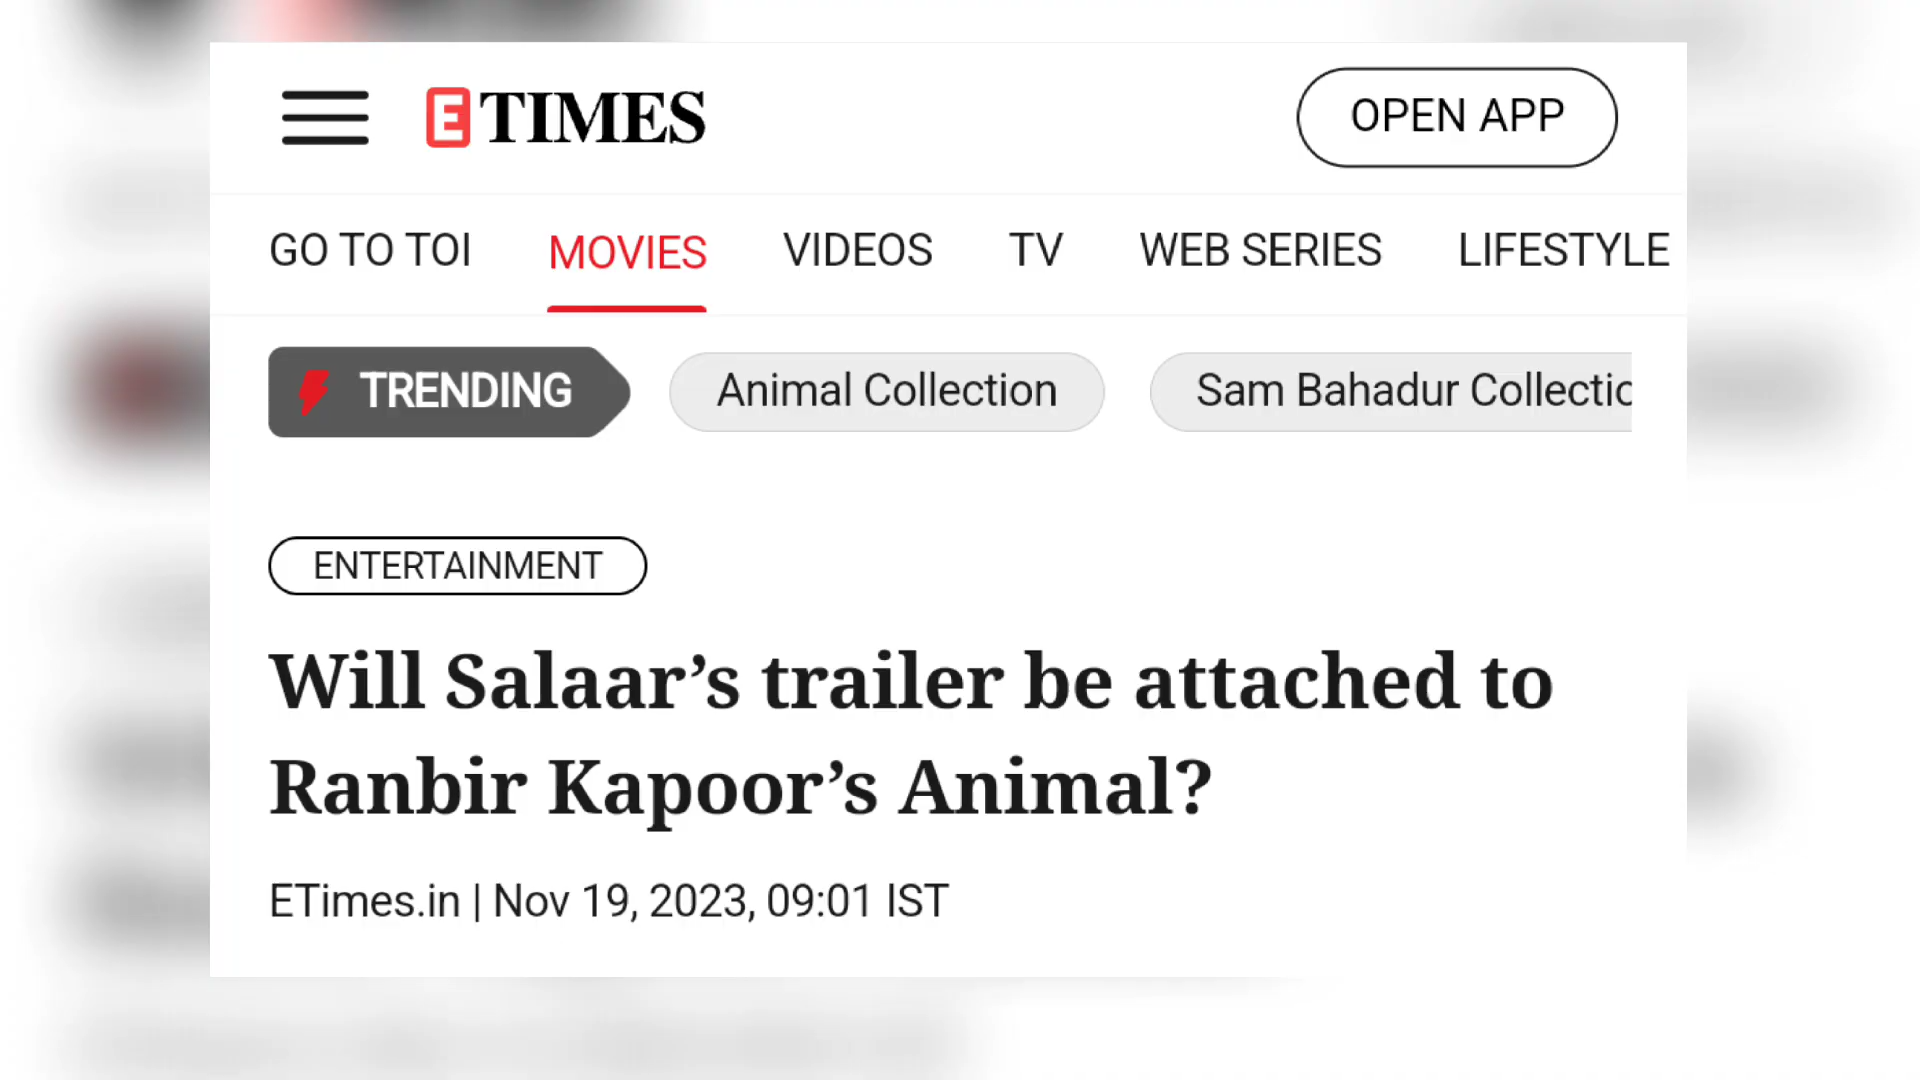 E TIMES
OPEN APP
GO TO TOI MOVIES VIDEOS TV WEB SERIES LIFESTYLE
TRENDING Animal Collection Sam Bahadur Collectic
ENTERTAINMENT
Will Salaar’s trailer be attached to
Ranbir Kapoor’s Animal?
ETimes.in | Nov 19, 2023, 09:01 IST